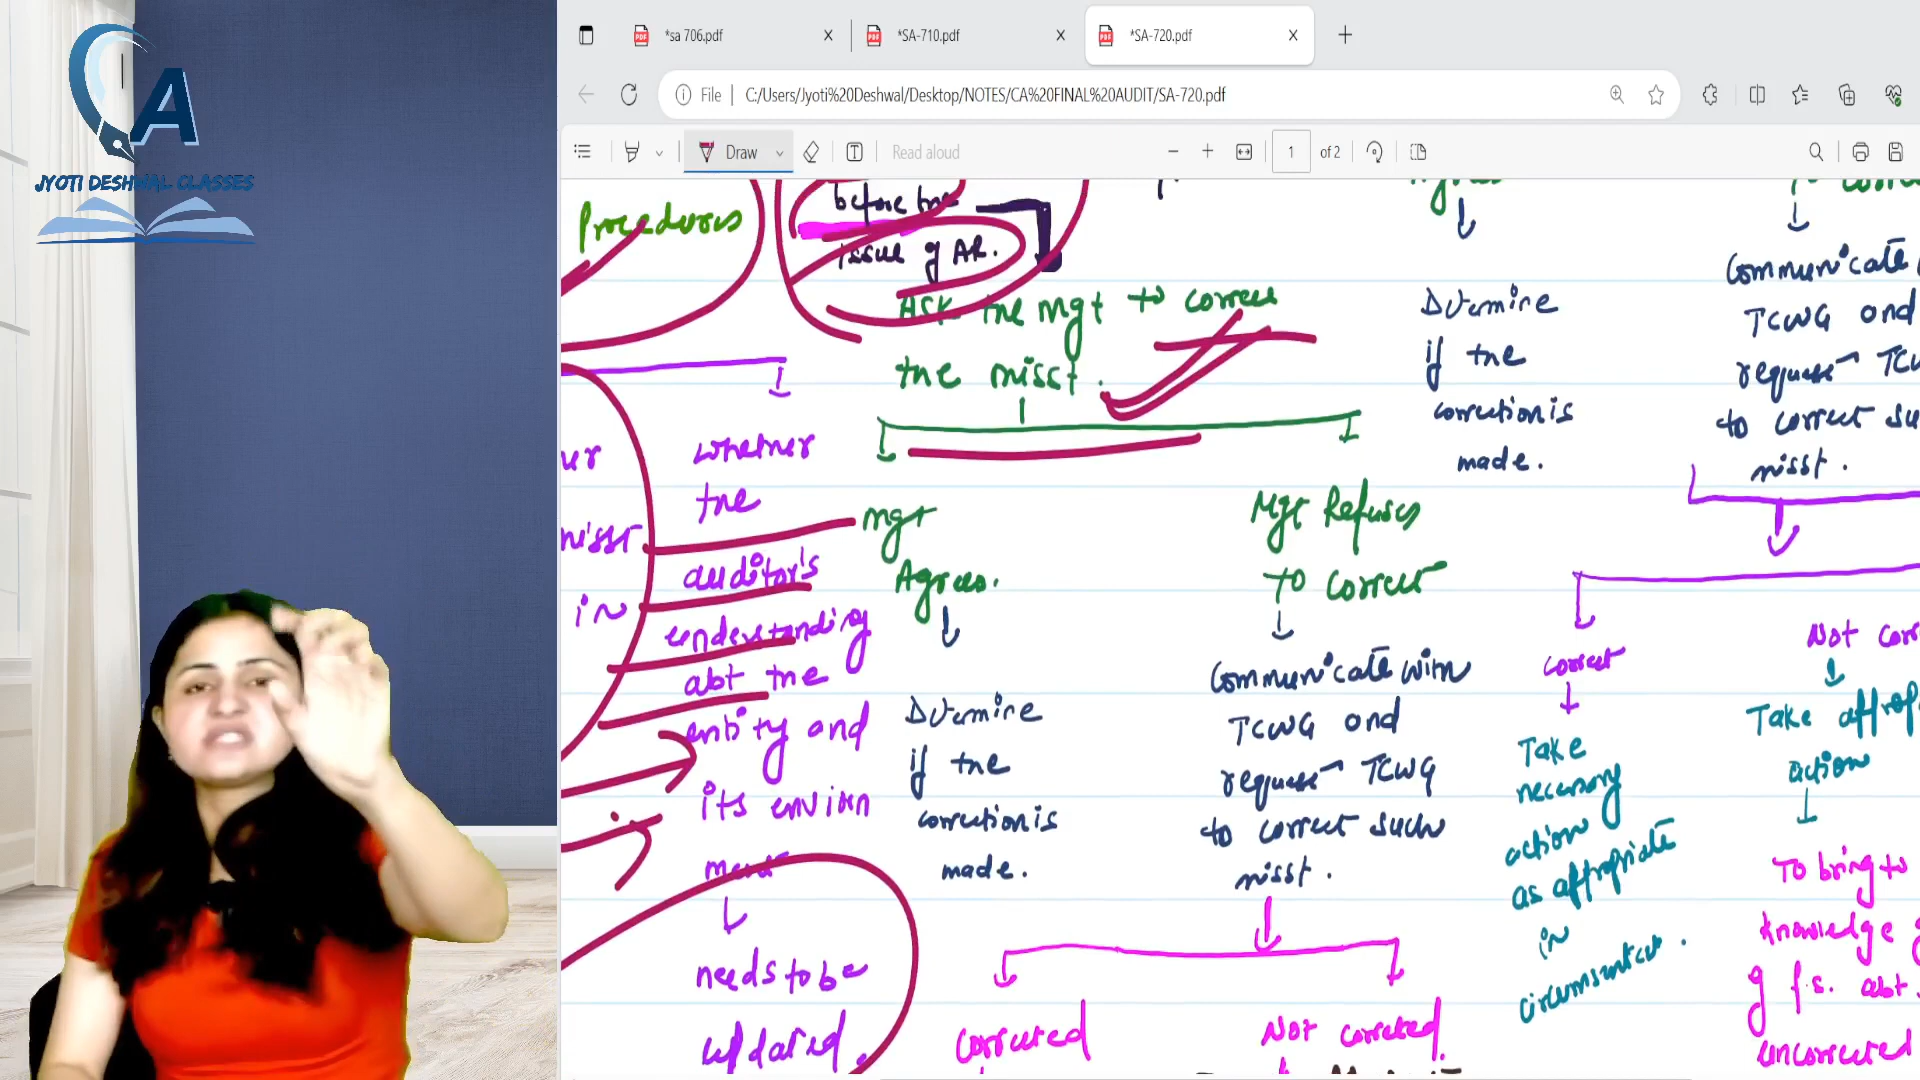 A
JYOTI DESHWAL CLASSES
*sa 706.pdf
*SA-710.pdf
*SA-720.pdf
File
C:/Users/Jyoti%20Deshwal/Desktop/NOTES/CA%20FINAL%20AUDIT/SA-720.pdf
Draw
Read aloud
1
of 2
Procedures
before the
issue of AR.
Ask the mgt to correct
the misst.
whether
the
auditor's
understanding
abt the
entity and
its environ
ment
needs to be
updated.
misst
in
mgt
Agrees.
Determine
if the
correction is
made.
Mgt Refuses
to correct
Communicate with
TCWG and
request TCWG
to correct such
misst.
Corrected
Not corrected.
Determine
if the
correction is
made.
Communicate
TCWG and
request
to correct
misst.
correct
Take
necessary
action
as appropriate
in
circumstances.
Not
Take
action
To bring to
knowledge
of f.s. abt
uncorrected